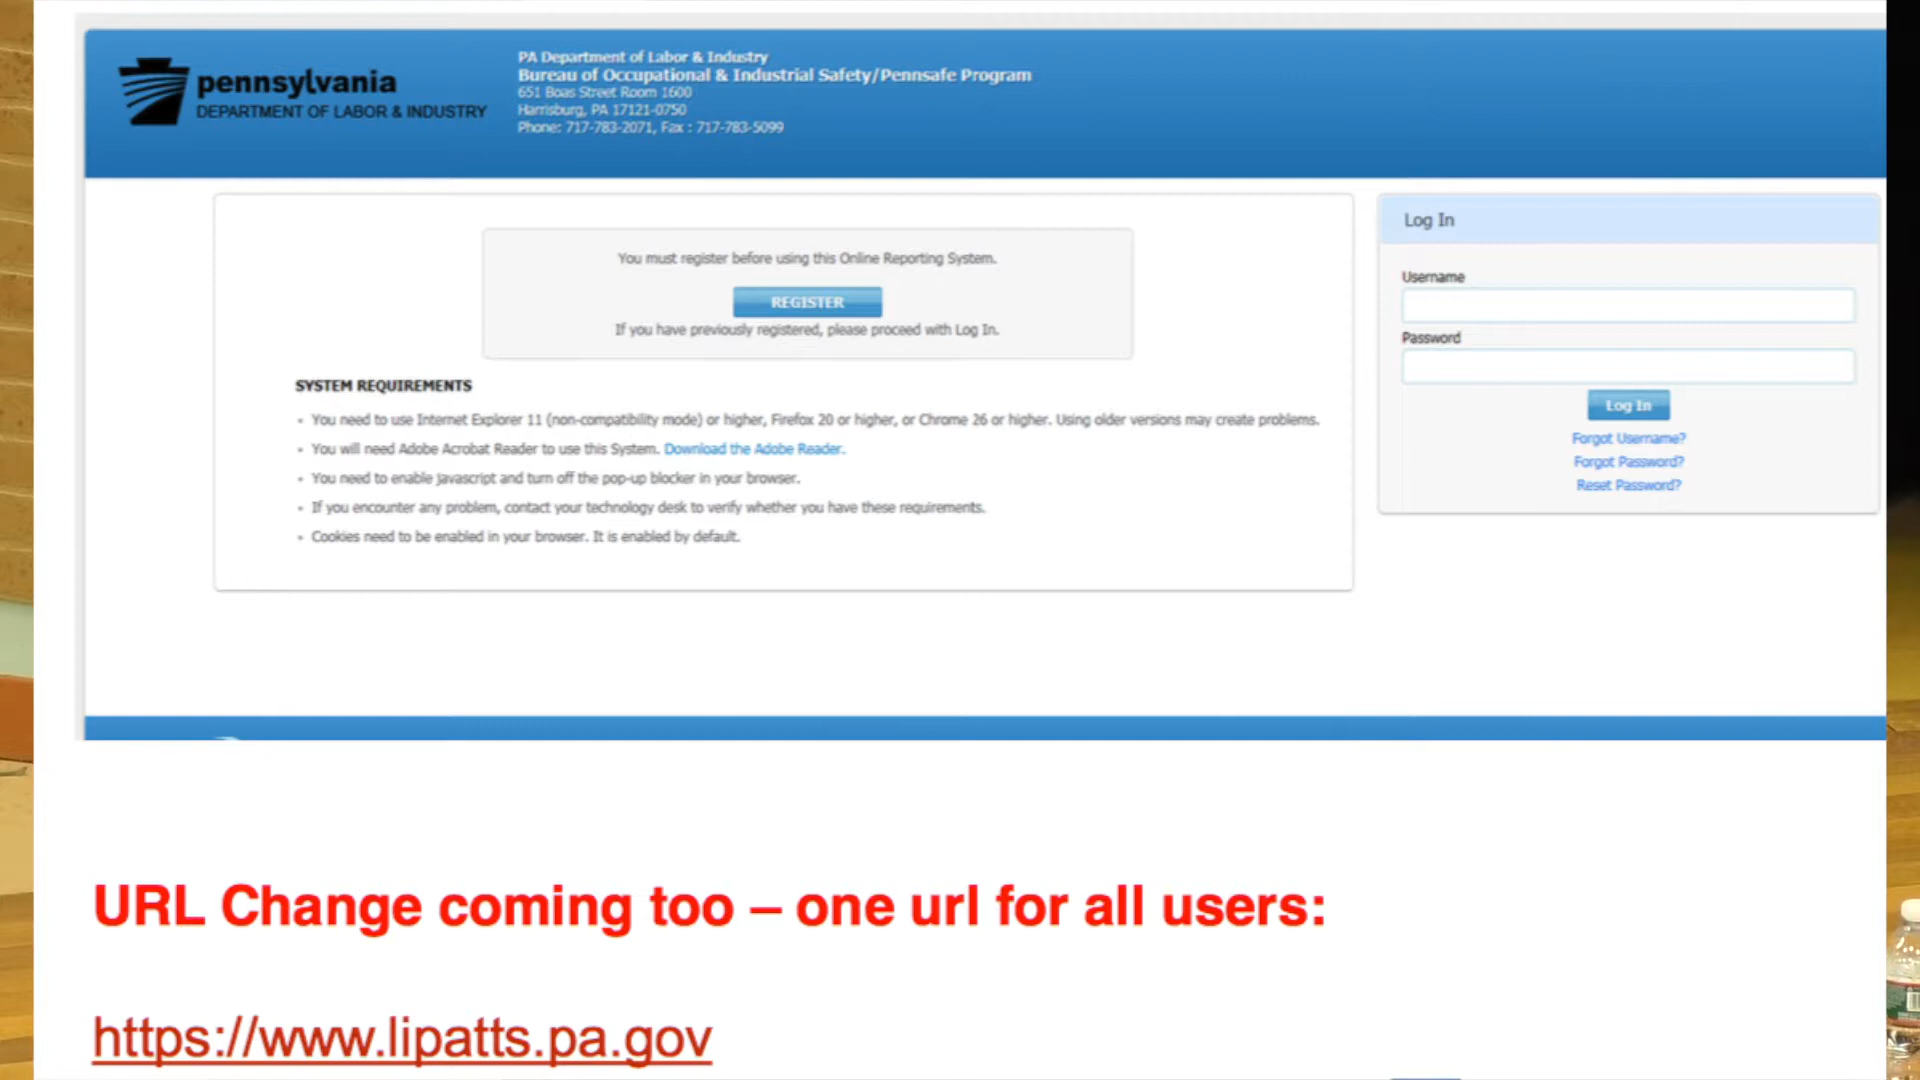 pennsylvania
DEPARTMENT OF LABOR & INDUSTRY
PA Department of Labor & Industry
Bureau of Occupational & Industrial Safety/Pennsafe Program
651 Boas Street Room 1600
Harrisburg, PA 17121-0750
Phone: 717-783-2071, Fax : 717-783-5099
You must register before using this Online Reporting System.
REGISTER
If you have previously registered, please proceed with Log In.
SYSTEM REQUIREMENTS
• You need to use Internet Explorer 11 (non-compatibility mode) or higher, Firefox 20 or higher, or Chrome 26 or higher. Using older versions may create problems.
• You will need Adobe Acrobat Reader to use this System. Download the Adobe Reader.
• You need to enable Javascript and turn off the pop-up blocker in your browser.
• If you encounter any problem, contact your technology desk to verify whether you have these requirements.
• Cookies need to be enabled in your browser. It is enabled by default.
Log In
Username
Password
Log In
Forgot Username?
Forgot Password?
Reset Password?
URL Change coming too – one url for all users:
https://www.lipatts.pa.gov